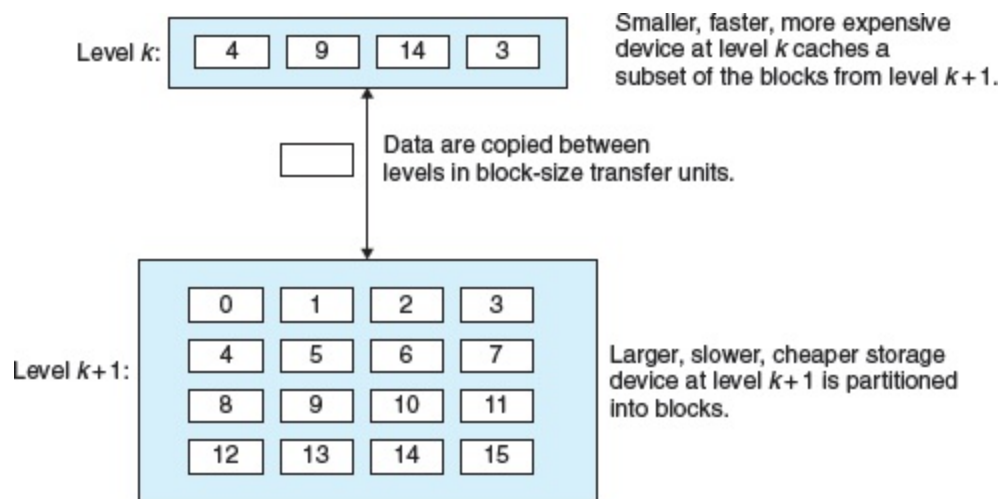 Level k:
4 9 14 3
Smaller, faster, more expensive
device at level k caches a
subset of the blocks from level k+1.
Data are copied between
levels in block-size transfer units.
Level k+1:
0 1 2 3
4 5 6 7
8 9 10 11
12 13 14 15
Larger, slower, cheaper storage
device at level k+1 is partitioned
into blocks.